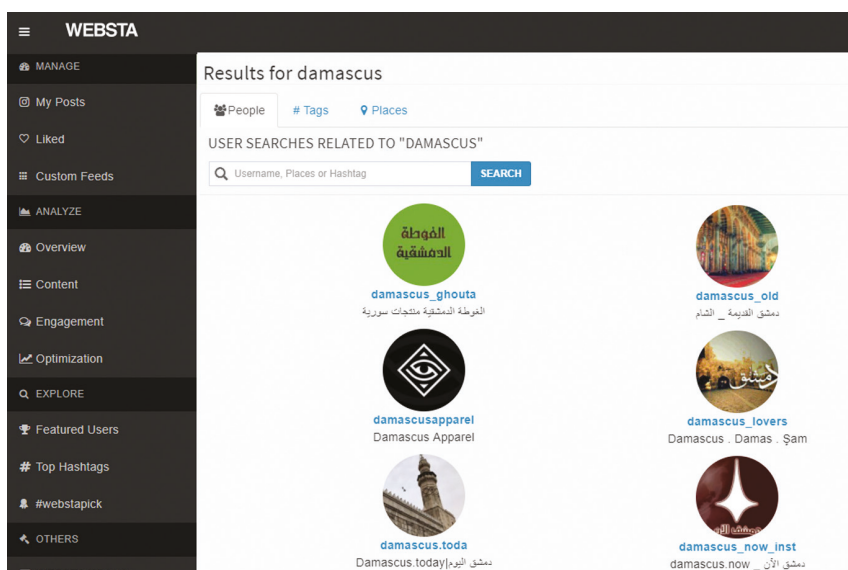 WEBSTA
MANAGE
My Posts
Liked
Custom Feeds
ANALYZE
Overview
Content
Engagement
Optimization
EXPLORE
Featured Users
# Top Hashtags
#webstapick
OTHERS
Results for damascus
People # Tags Places
USER SEARCHES RELATED TO "DAMASCUS"
Username, Places or Hashtag SEARCH
الغوطة
الدمشقية
damascus_ghouta
الغوطة الدمشقية منتجات سورية
damascus_old
دمشق القديمة _ الشام
damascusapparel
Damascus Apparel
دمشق
damascus_lovers
Damascus . Damas . Şam
damascus.toda
Damascus.today|دمشق اليوم
دمشق الآن
damascus_now_inst
damascus.now _ دمشق الآن